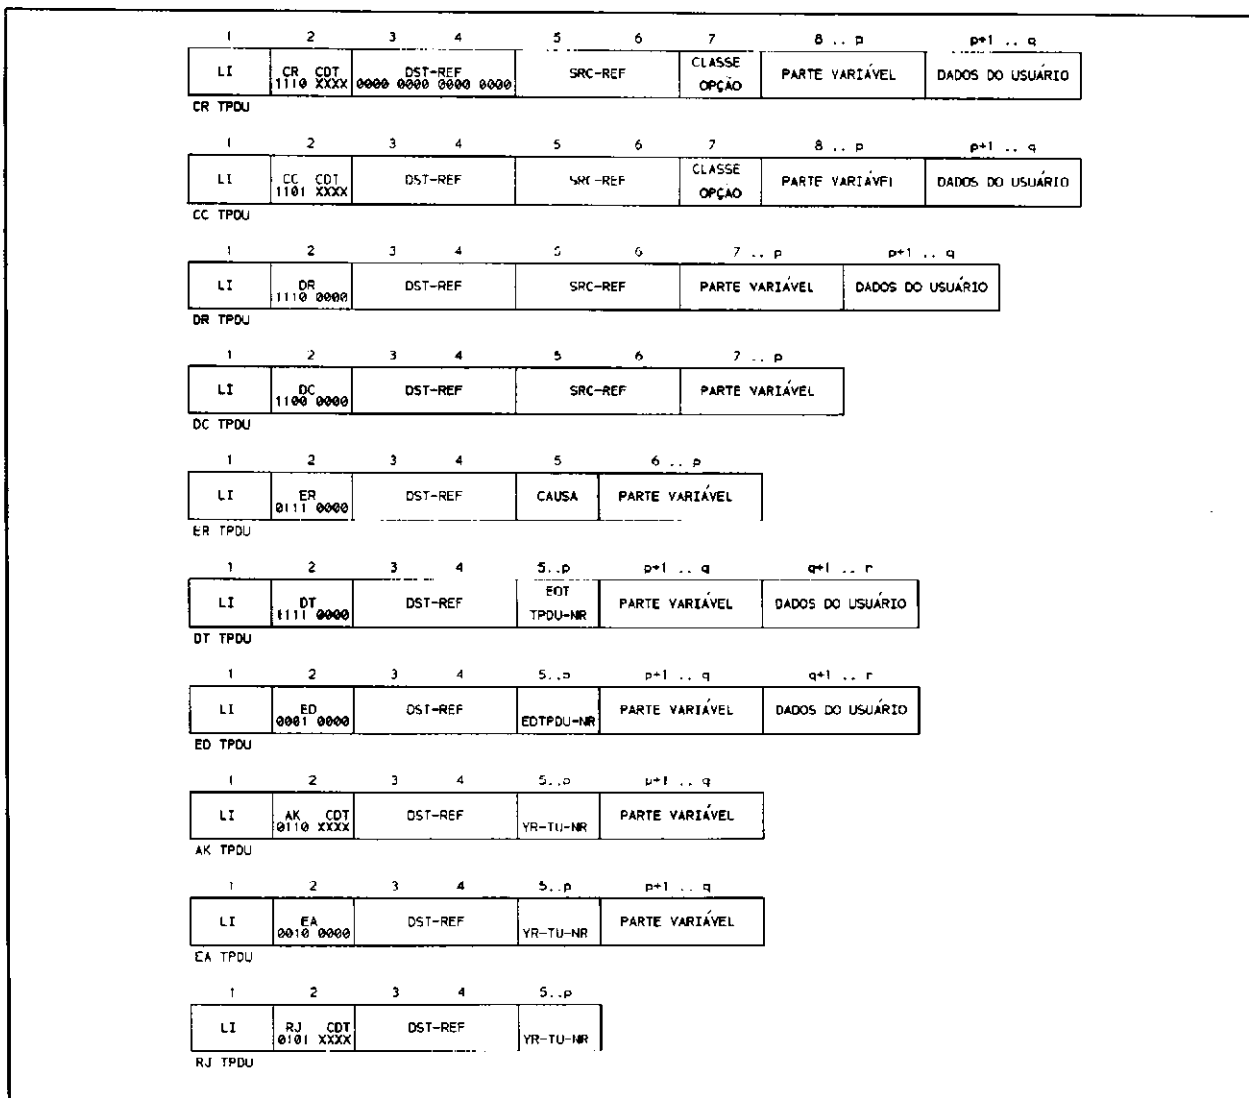 1 2 3 4 5 6 7 8 .. p p+1 .. q
LI CR CDT DST-REF SRC-REF CLASSE PARTE VARIÁVEL DADOS DO USUÁRIO
1110 XXXX 0000 0000 0000 0000 OPÇÃO
CR TPDU
1 2 3 4 5 6 7 8 .. p p+1 .. q
LI CC CDT DST-REF SRC-REF CLASSE PARTE VARIÁVEL DADOS DO USUÁRIO
1101 XXXX OPÇAO
CC TPDU
1 2 3 4 5 6 7 .. p p+1 .. q
LI DR DST-REF SRC-REF PARTE VARIÁVEL DADOS DO USUÁRIO
1110 0000
DR TPDU
1 2 3 4 5 6 7 .. p
LI DC DST-REF SRC-REF PARTE VARIÁVEL
1100 0000
DC TPDU
1 2 3 4 5 6 .. p
LI ER DST-REF CAUSA PARTE VARIÁVEL
0111 0000
ER TPDU
1 2 3 4 5..p p+1 .. q q+1 .. r
LI DT DST-REF EOT PARTE VARIÁVEL DADOS DO USUÁRIO
1111 0000 TPDU-NR
DT TPDU
1 2 3 4 5..p p+1 .. q q+1 .. r
LI ED DST-REF PARTE VARIÁVEL DADOS DO USUÁRIO
0001 0000 EDTPDU-NR
ED TPDU
1 2 3 4 5..p p+1 .. q
LI AK CDT DST-REF PARTE VARIÁVEL
0110 XXXX YR-TU-NR
AK TPDU
1 2 3 4 5..p p+1 .. q
LI EA DST-REF PARTE VARIÁVEL
0010 0000 YR-TU-NR
EA TPDU
1 2 3 4 5..p
LI RJ CDT DST-REF
0101 XXXX YR-TU-NR
RJ TPDU